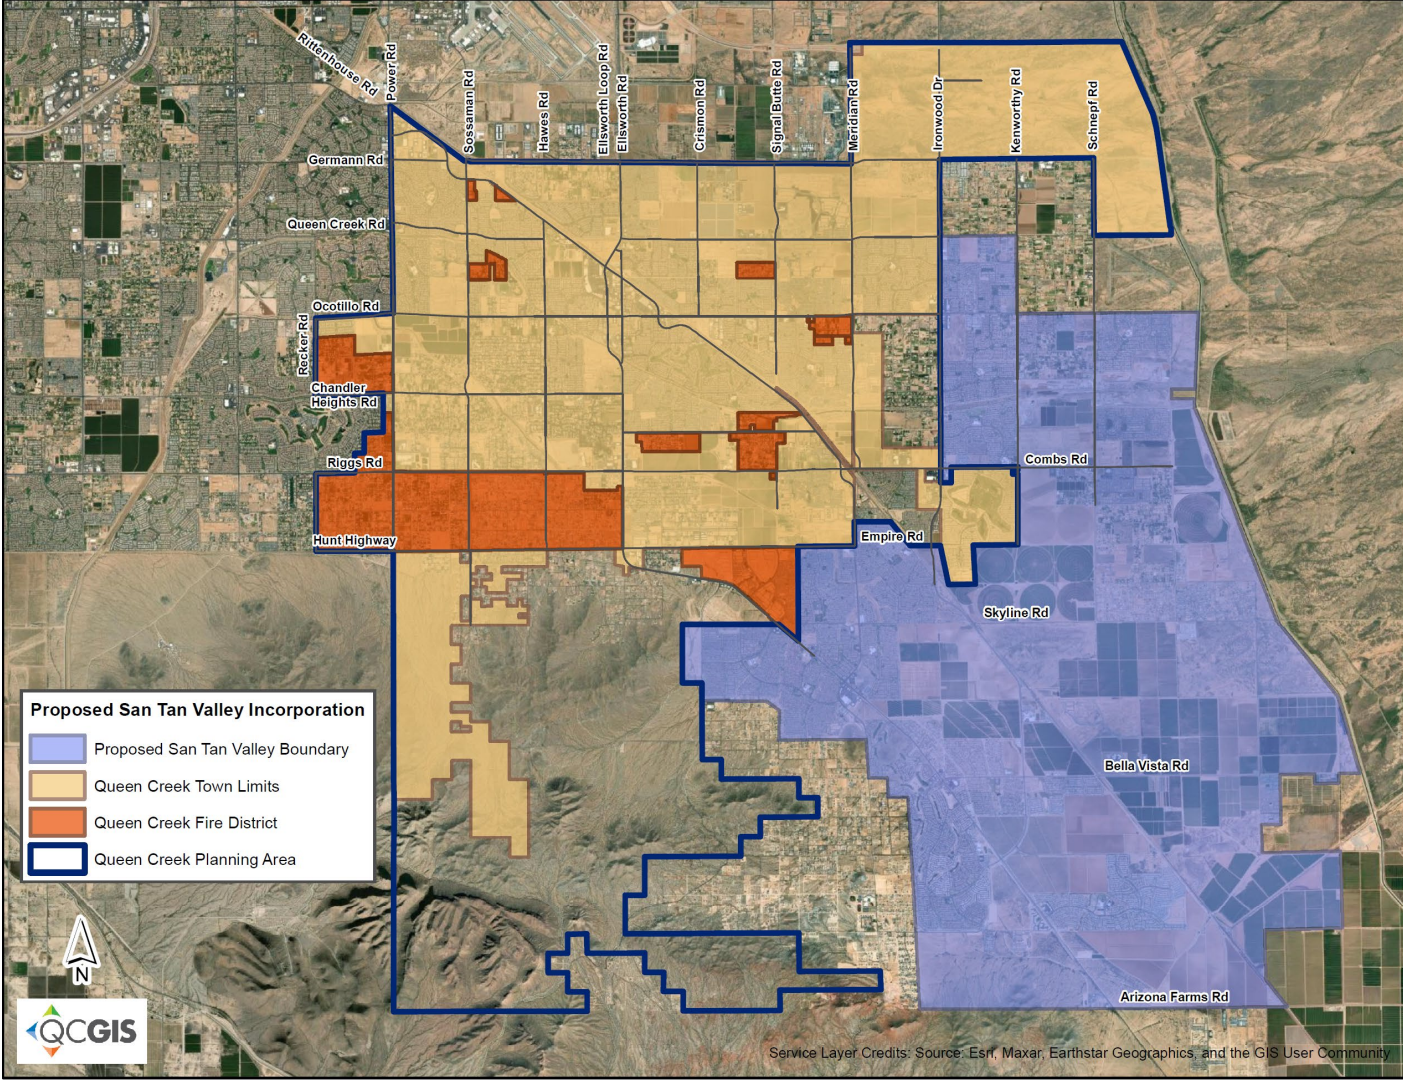 Rittenhouse Rd
Power Rd
Sossaman Rd
Hawes Rd
Ellsworth Loop Rd
Ellsworth Rd
Crismon Rd
Signal Butte Rd
Meridian Rd
Ironwood Dr
Kenworthy Rd
Schnepf Rd
Germann Rd
Queen Creek Rd
Ocotillo Rd
Recker Rd
Chandler
Heights Rd
Riggs Rd
Combs Rd
Hunt Highway
Empire Rd
Skyline Rd
Bella Vista Rd
Arizona Farms Rd
Proposed San Tan Valley Incorporation
Proposed San Tan Valley Boundary
Queen Creek Town Limits
Queen Creek Fire District
Queen Creek Planning Area
N
QCGIS
Service Layer Credits: Source: Esri, Maxar, Earthstar Geographics, and the GIS User Community